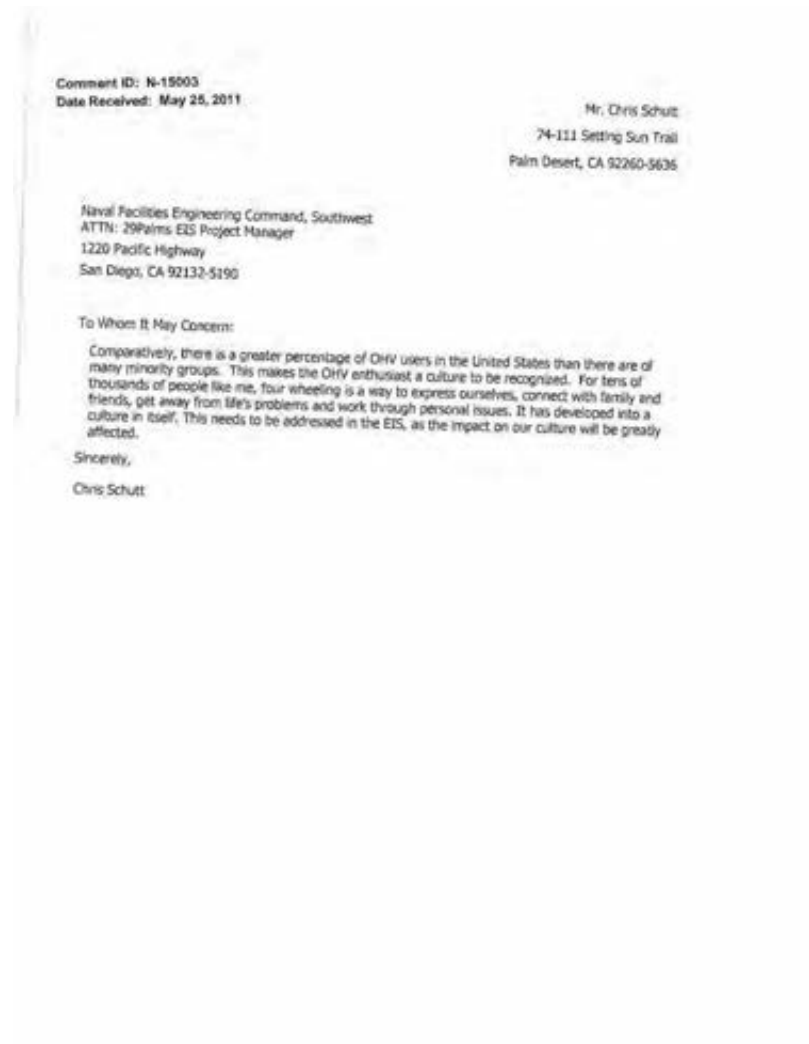 Comment ID: N-15003
Date Received: May 25, 2011
Mr. Chris Schutt
74-111 Setting Sun Trail
Palm Desert, CA 92260-5636
Naval Facilities Engineering Command, Southwest
ATTN: 29Palms EIS Project Manager
1220 Pacific Highway
San Diego, CA 92132-5190
To Whom It May Concern:
Comparatively, there is a greater percentage of OHV users in the United States than there are of
many minority groups. This makes the OHV enthusiast a culture to be recognized. For tens of
thousands of people like me, four wheeling is a way to express ourselves, connect with family and
friends, get away from life's problems and work through personal issues. It has developed into a
culture in itself. This needs to be addressed in the EIS, as the impact on our culture will be greatly
affected.
Sincerely,
Chris Schutt